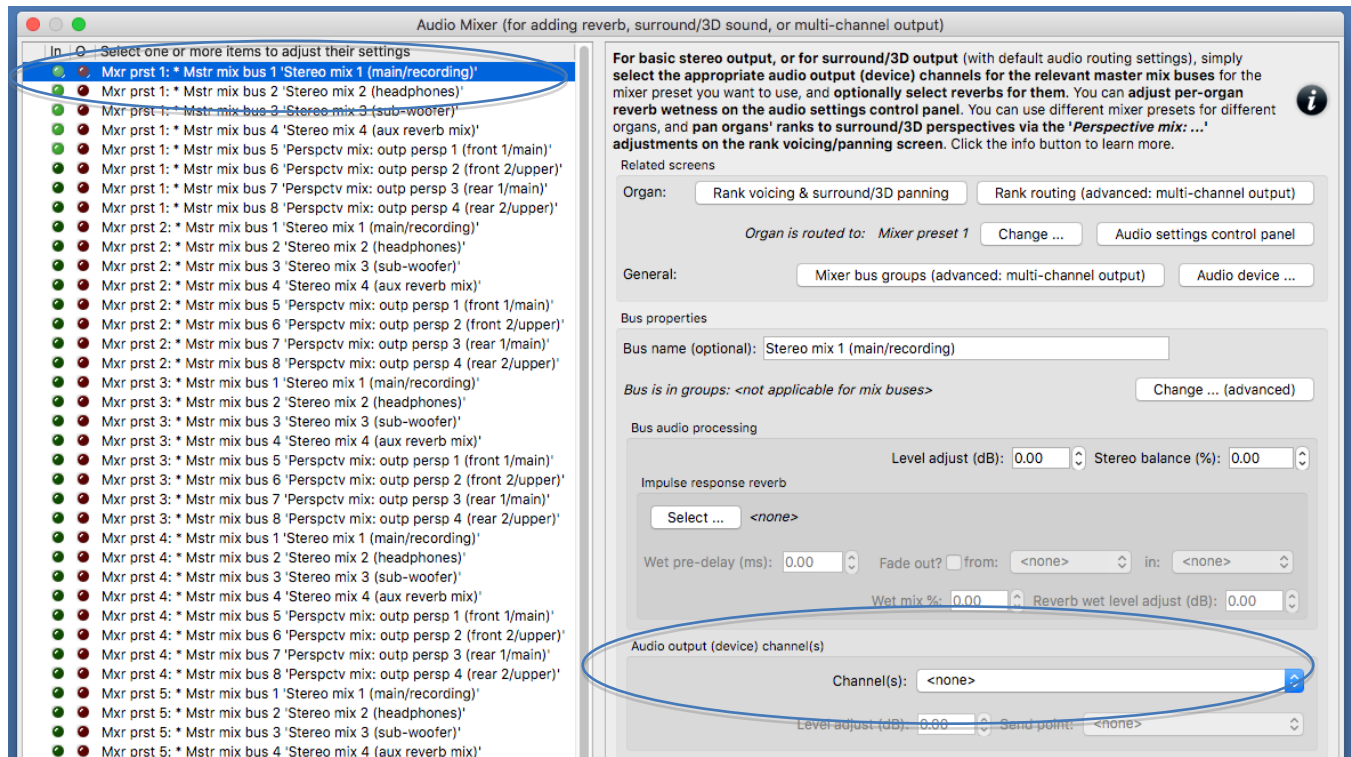 Audio Mixer (for adding reverb, surround/3D sound, or multi-channel output)
In O Select one or more items to adjust their settings
Mxr prst 1: * Mstr mix bus 1 'Stereo mix 1 (main/recording)'
Mxr prst 1: * Mstr mix bus 2 'Stereo mix 2 (headphones)'
Mxr prst 1: * Mstr mix bus 3 'Stereo mix 3 (sub-woofer)'
Mxr prst 1: * Mstr mix bus 4 'Stereo mix 4 (aux reverb mix)'
Mxr prst 1: * Mstr mix bus 5 'Perspctv mix: outp persp 1 (front 1/main)'
Mxr prst 1: * Mstr mix bus 6 'Perspctv mix: outp persp 2 (front 2/upper)'
Mxr prst 1: * Mstr mix bus 7 'Perspctv mix: outp persp 3 (rear 1/main)'
Mxr prst 1: * Mstr mix bus 8 'Perspctv mix: outp persp 4 (rear 2/upper)'
Mxr prst 2: * Mstr mix bus 1 'Stereo mix 1 (main/recording)'
Mxr prst 2: * Mstr mix bus 2 'Stereo mix 2 (headphones)'
Mxr prst 2: * Mstr mix bus 3 'Stereo mix 3 (sub-woofer)'
Mxr prst 2: * Mstr mix bus 4 'Stereo mix 4 (aux reverb mix)'
Mxr prst 2: * Mstr mix bus 5 'Perspctv mix: outp persp 1 (front 1/main)'
Mxr prst 2: * Mstr mix bus 6 'Perspctv mix: outp persp 2 (front 2/upper)'
Mxr prst 2: * Mstr mix bus 7 'Perspctv mix: outp persp 3 (rear 1/main)'
Mxr prst 2: * Mstr mix bus 8 'Perspctv mix: outp persp 4 (rear 2/upper)'
Mxr prst 3: * Mstr mix bus 1 'Stereo mix 1 (main/recording)'
Mxr prst 3: * Mstr mix bus 2 'Stereo mix 2 (headphones)'
Mxr prst 3: * Mstr mix bus 3 'Stereo mix 3 (sub-woofer)'
Mxr prst 3: * Mstr mix bus 4 'Stereo mix 4 (aux reverb mix)'
Mxr prst 3: * Mstr mix bus 5 'Perspctv mix: outp persp 1 (front 1/main)'
Mxr prst 3: * Mstr mix bus 6 'Perspctv mix: outp persp 2 (front 2/upper)'
Mxr prst 3: * Mstr mix bus 7 'Perspctv mix: outp persp 3 (rear 1/main)'
Mxr prst 3: * Mstr mix bus 8 'Perspctv mix: outp persp 4 (rear 2/upper)'
Mxr prst 4: * Mstr mix bus 1 'Stereo mix 1 (main/recording)'
Mxr prst 4: * Mstr mix bus 2 'Stereo mix 2 (headphones)'
Mxr prst 4: * Mstr mix bus 3 'Stereo mix 3 (sub-woofer)'
Mxr prst 4: * Mstr mix bus 4 'Stereo mix 4 (aux reverb mix)'
Mxr prst 4: * Mstr mix bus 5 'Perspctv mix: outp persp 1 (front 1/main)'
Mxr prst 4: * Mstr mix bus 6 'Perspctv mix: outp persp 2 (front 2/upper)'
Mxr prst 4: * Mstr mix bus 7 'Perspctv mix: outp persp 3 (rear 1/main)'
Mxr prst 4: * Mstr mix bus 8 'Perspctv mix: outp persp 4 (rear 2/upper)'
Mxr prst 5: * Mstr mix bus 1 'Stereo mix 1 (main/recording)'
Mxr prst 5: * Mstr mix bus 2 'Stereo mix 2 (headphones)'
Mxr prst 5: * Mstr mix bus 3 'Stereo mix 3 (sub-woofer)'
Mxr prst 5: * Mstr mix bus 4 'Stereo mix 4 (aux reverb mix)'
For basic stereo output, or for surround/3D output (with default audio routing settings), simply
select the appropriate audio output (device) channels for the relevant master mix buses for the
mixer preset you want to use, and optionally select reverbs for them. You can adjust per-organ
reverb wetness on the audio settings control panel. You can use different mixer presets for different
organs, and pan organs' ranks to surround/3D perspectives via the 'Perspective mix: ...'
adjustments on the rank voicing/panning screen. Click the info button to learn more.
i
Related screens
Organ: Rank voicing & surround/3D panning Rank routing (advanced: multi-channel output)
Organ is routed to: Mixer preset 1 Change ... Audio settings control panel
General: Mixer bus groups (advanced: multi-channel output) Audio device ...
Bus properties
Bus name (optional): Stereo mix 1 (main/recording)
Bus is in groups: <not applicable for mix buses> Change ... (advanced)
Bus audio processing
Level adjust (dB): 0.00 Stereo balance (%): 0.00
Impulse response reverb
Select ... <none>
Wet pre-delay (ms): 0.00 Fade out? from: <none> in: <none>
Wet mix %: 0.00 Reverb wet level adjust (dB): 0.00
Audio output (device) channel(s)
Channel(s): <none>
Level adjust (dB): 0.00 Send point: <none>